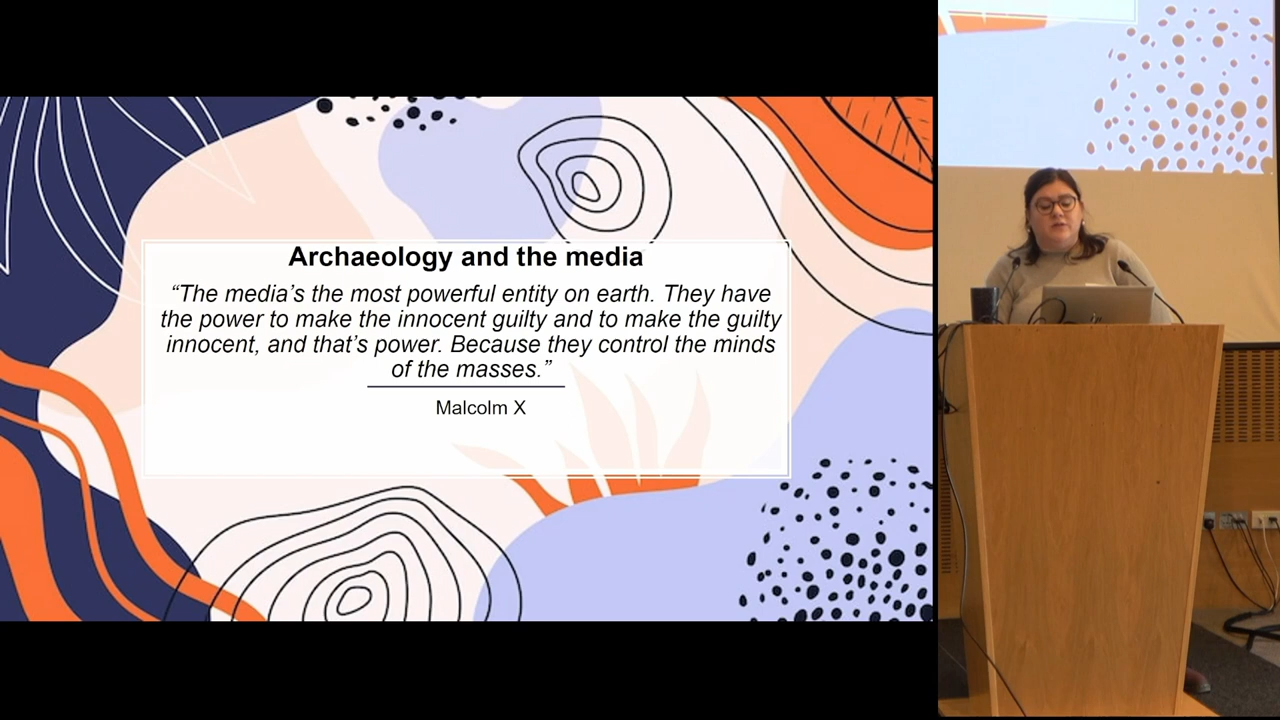 Archaeology and the media
“The media’s the most powerful entity on earth. They have
the power to make the innocent guilty and to make the guilty
innocent, and that’s power. Because they control the minds
of the masses.”
Malcolm X